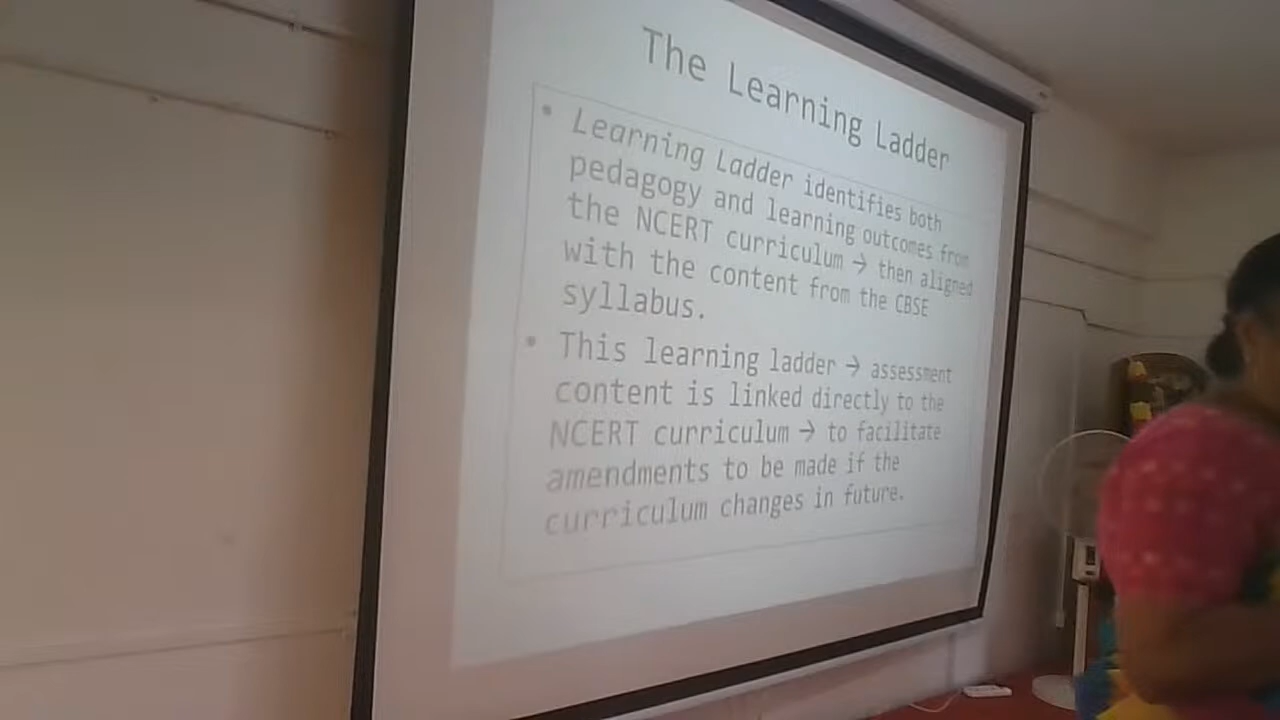 The Learning Ladder
• Learning Ladder identifies both
pedagogy and learning outcomes from
the NCERT curriculum → then aligned
with the content from the CBSE
syllabus.
• This learning ladder → assessment
content is linked directly to the
NCERT curriculum → to facilitate
amendments to be made if the
curriculum changes in future.